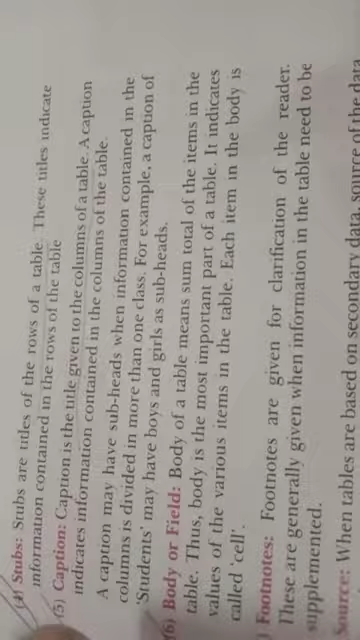 (4) Stubs: Stubs are titles of the rows of a table. These titles indicate
information contained in the rows of the table
(5) Caption: Caption is the title given to the columns of a table. A caption
indicates information contained in the columns of the table.
A caption may have sub-heads when information contained in the
columns is divided in more than one class. For example, a caption of
'Students' may have boys and girls as sub-heads.
(6) Body or Field: Body of a table means sum total of the items in the
table. Thus, body is the most important part of a table. It indicates
values of the various items in the table. Each item in the body is
called 'cell'.
Footnotes: Footnotes are given for clarification of the reader.
These are generally given when information in the table need to be
supplemented.
Source: When tables are based on secondary data, source of the data